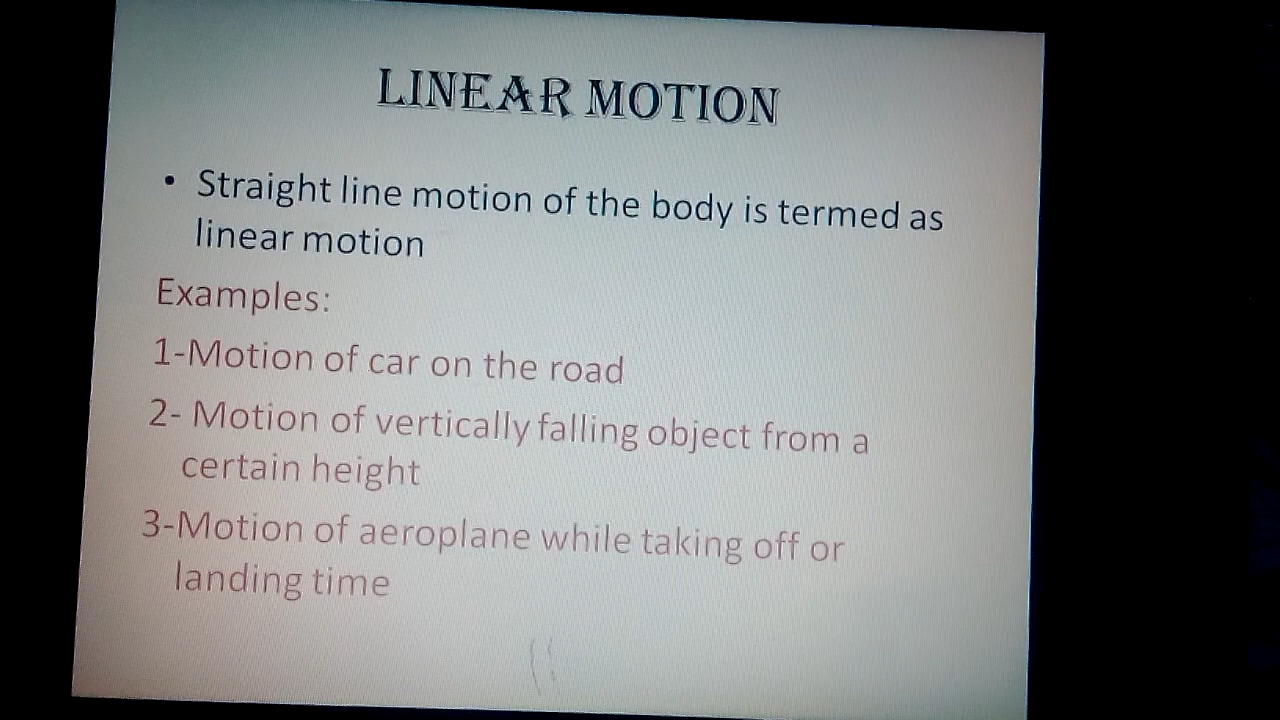 LINEAR MOTION
• Straight line motion of the body is termed as
linear motion
Examples:
1-Motion of car on the road
2- Motion of vertically falling object from a
certain height
3-Motion of aeroplane while taking off or
landing time